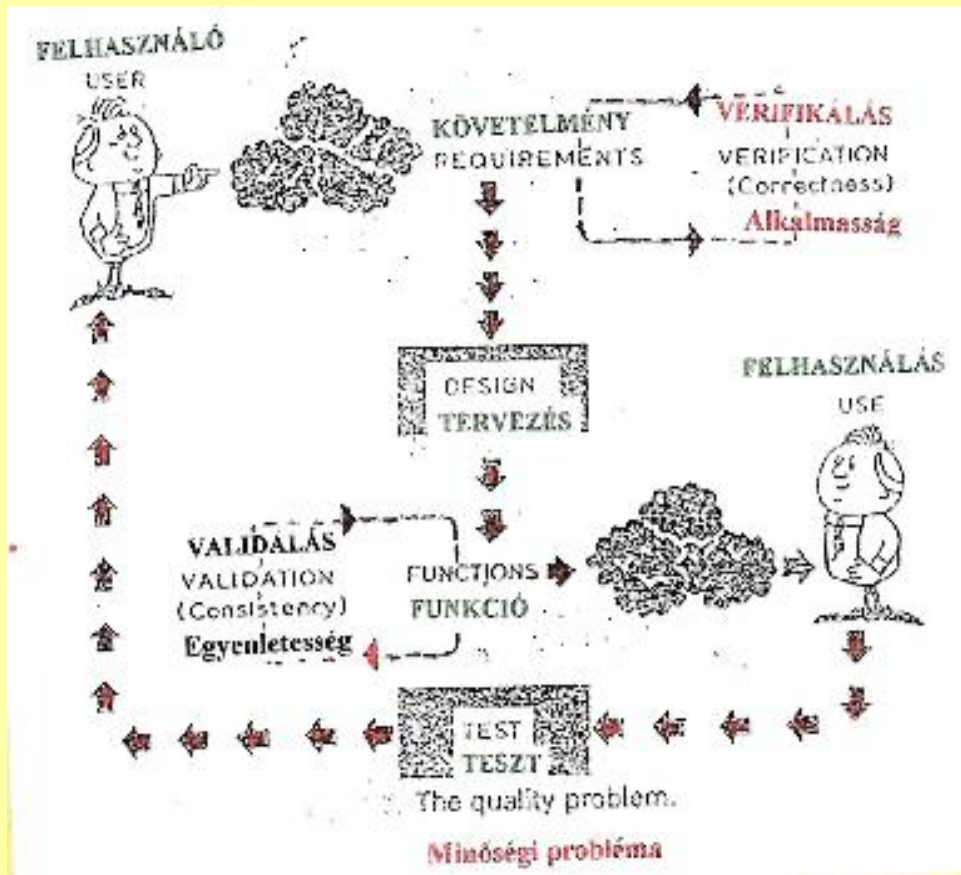 FELHASZNÁLÓ
USER
KÖVETELMÉNY
REQUIREMENTS
VERIFIKÁLÁS
VERIFICATION
(Correctness)
Alkalmasság
DESIGN
TERVEZÉS
FELHASZNÁLÁS
USE
VALIDÁLÁS
VALIDATION
(Consistency)
Egyenletesség
FUNCTIONS
FUNKCIÓ
TEST
TESZT
The quality problem.
Minőségi probléma